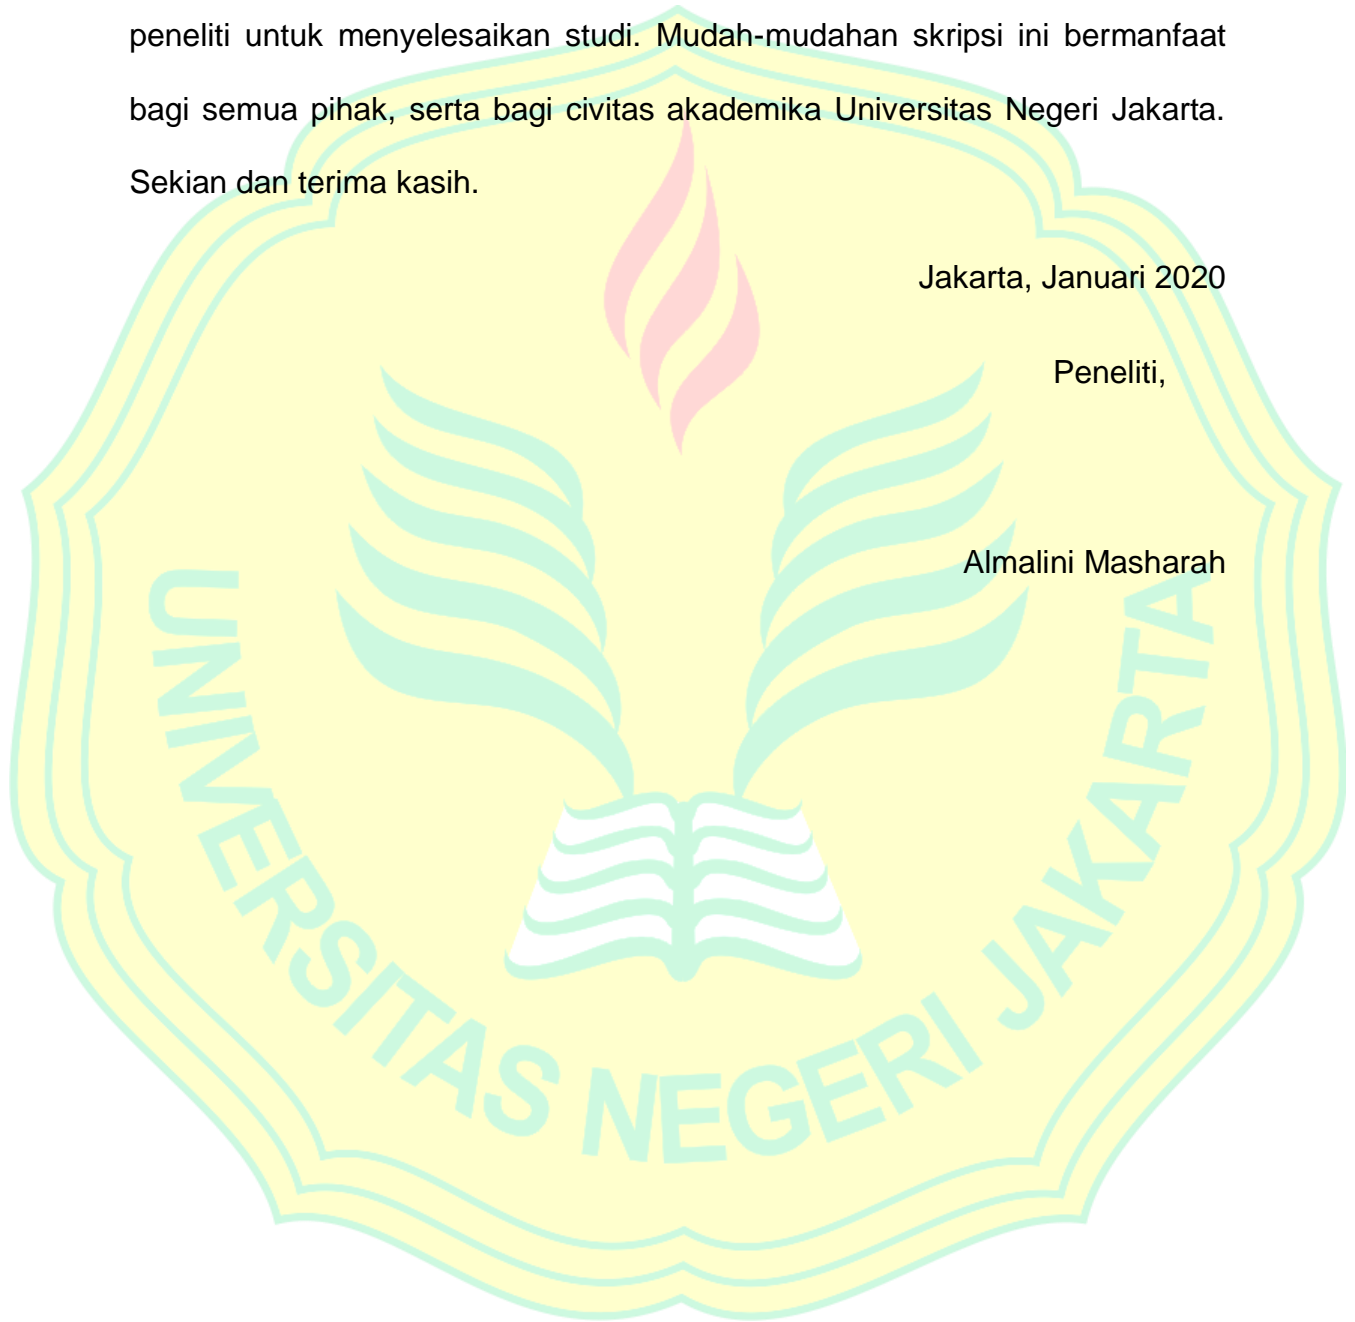 peneliti untuk menyelesaikan studi. Mudah-mudahan skripsi ini bermanfaat
bagi semua pihak, serta bagi civitas akademika Universitas Negeri Jakarta.
Sekian dan terima kasih.
Jakarta, Januari 2020
Peneliti,
Almalini Masharah
UNIVERSITAS NEGERI JAKARTA